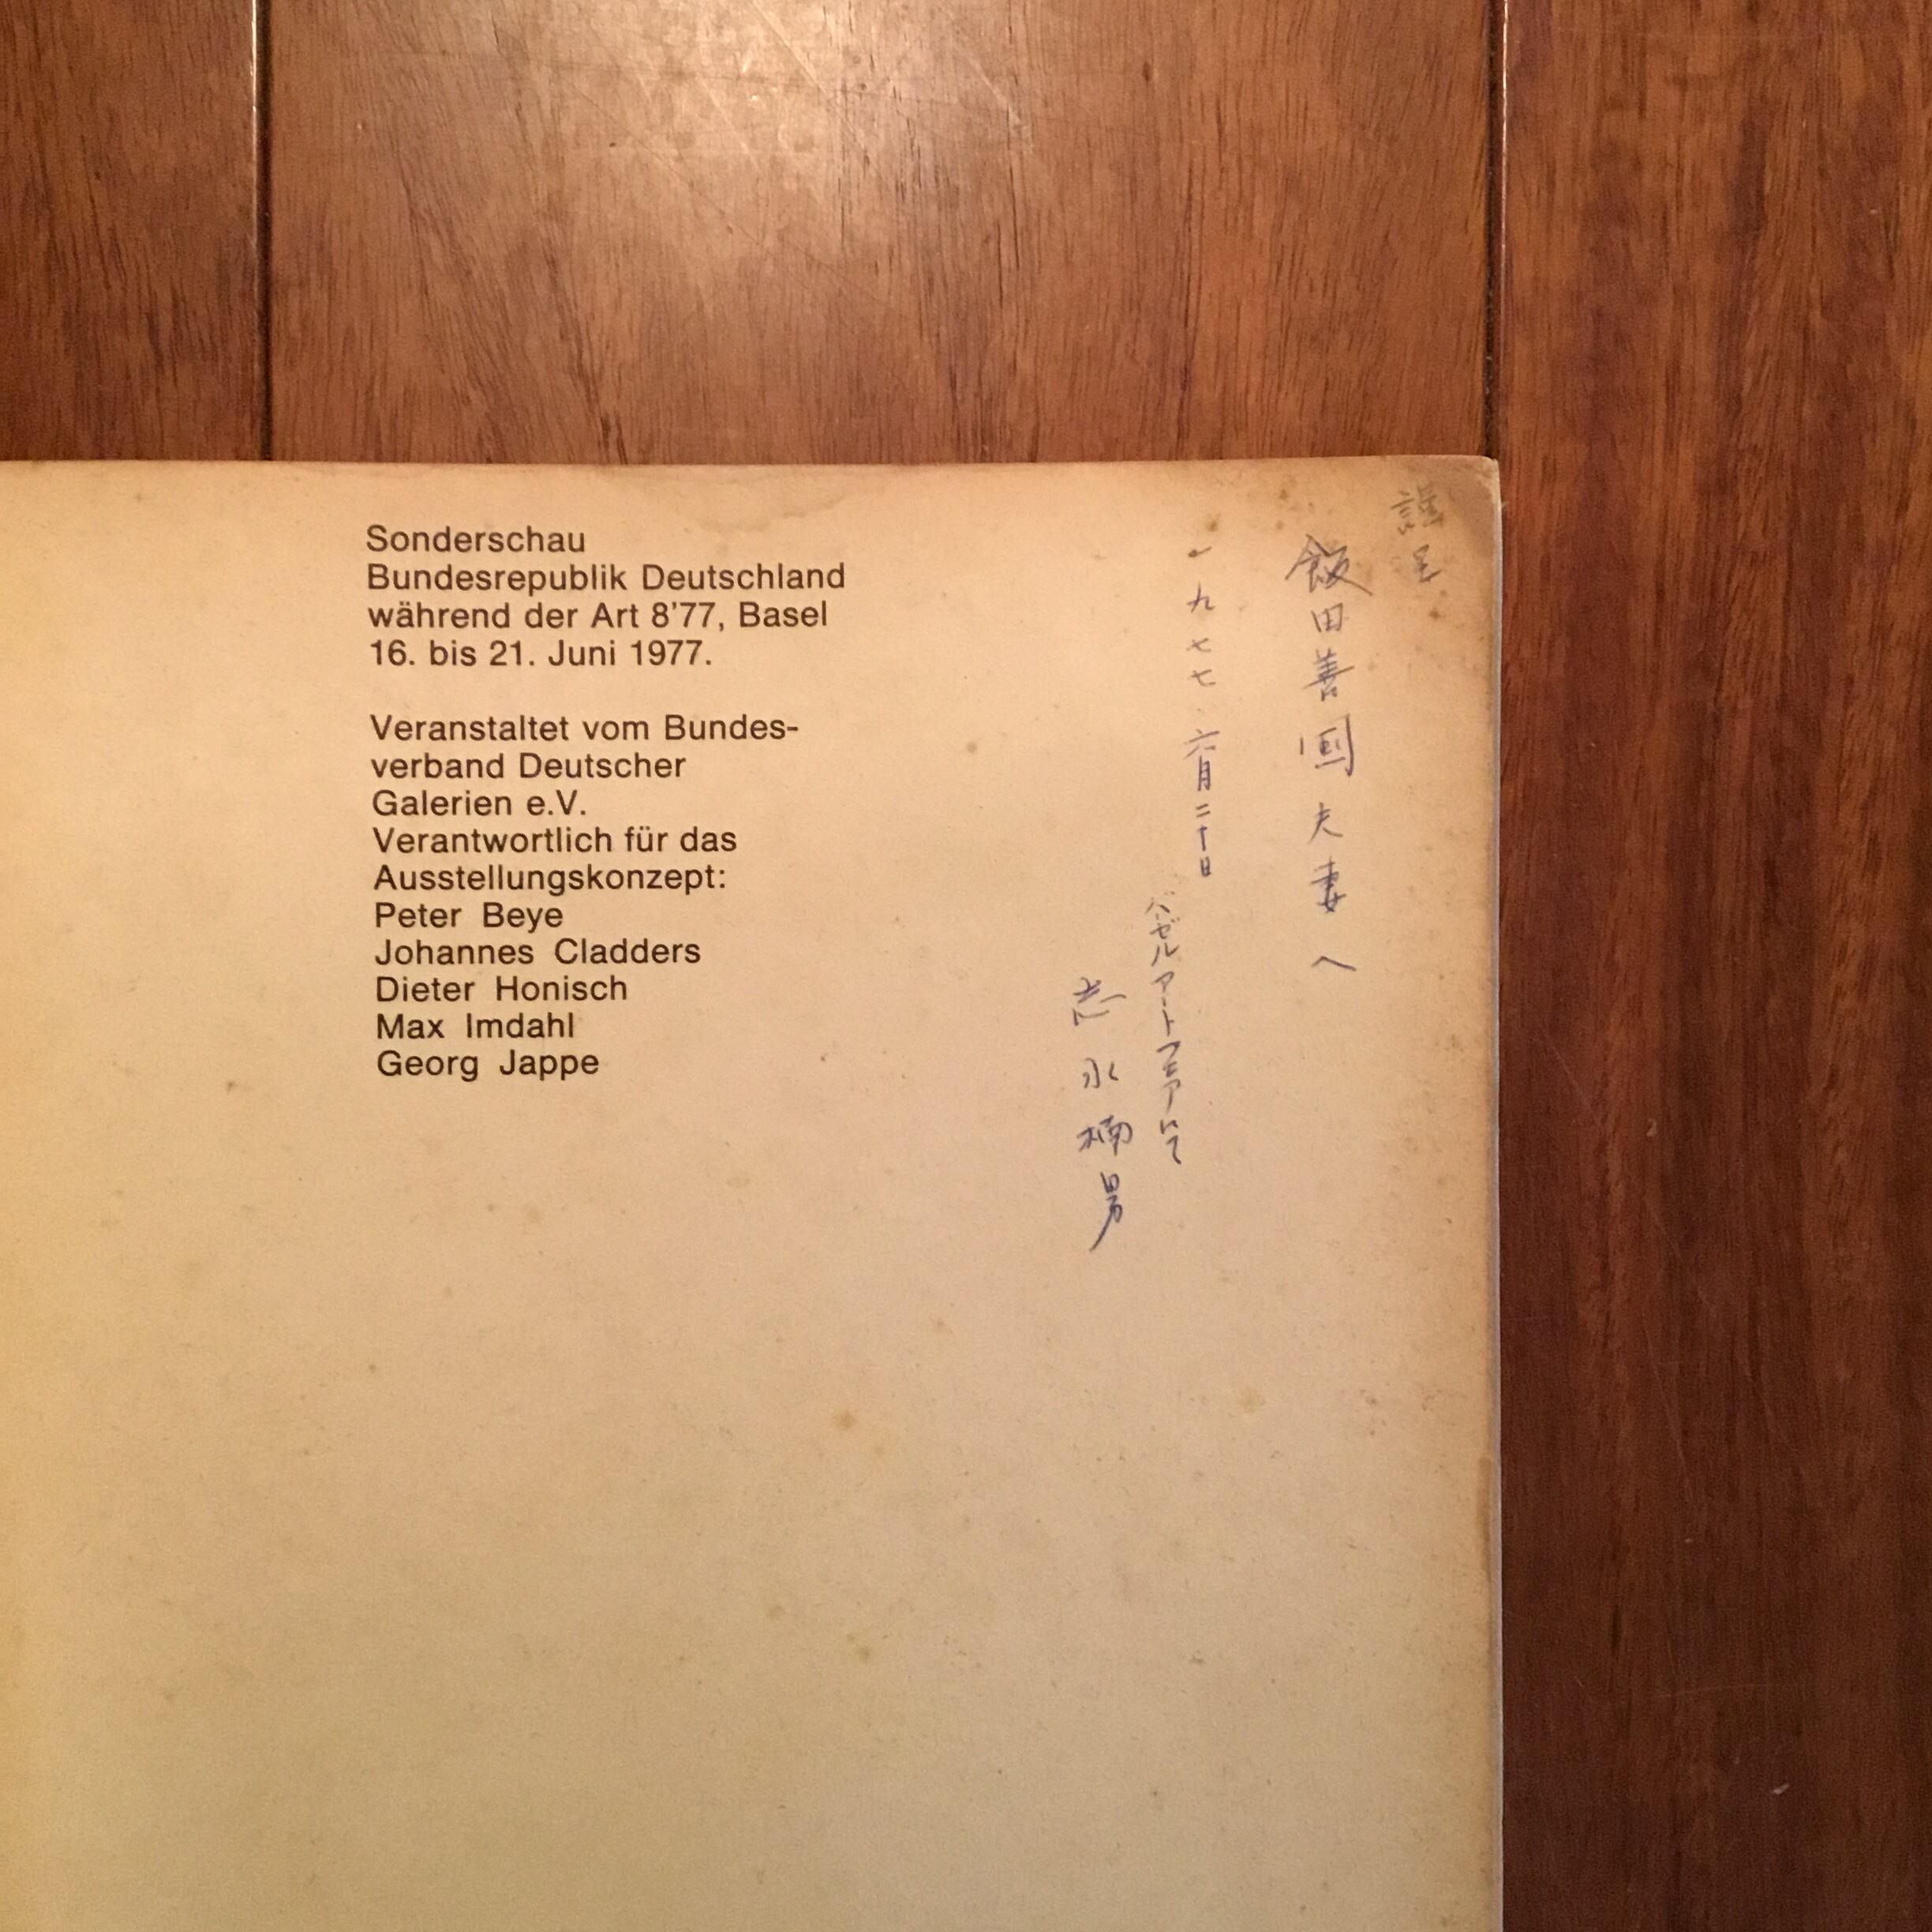 Sonderschau
Bundesrepublik Deutschland
während der Art 8'77, Basel
16. bis 21. Juni 1977.
Veranstaltet vom Bundes-
verband Deutscher
Galerien e.V.
Verantwortlich für das
Ausstellungskonzept:
Peter Beye
Johannes Cladders
Dieter Honisch
Max Imdahl
Georg Jappe
謹呈
飯田善國夫妻へ
一九七七.六月二十日
バーゼルアートフェアにて
志水楠男